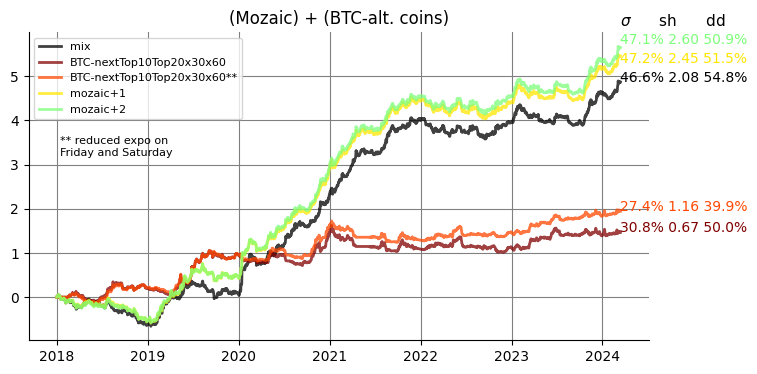 (Mozaic) + (BTC-alt. coins)
σ sh dd
47.1% 2.60 50.9%
47.2% 2.45 51.5%
46.6% 2.08 54.8%
mix
BTC-nextTop10Top20x30x60
BTC-nextTop10Top20x30x60**
mozaic+1
mozaic+2
** reduced expo on
Friday and Saturday
27.4% 1.16 39.9%
30.8% 0.67 50.0%
5
4
3
2
1
0
2018 2019 2020 2021 2022 2023 2024